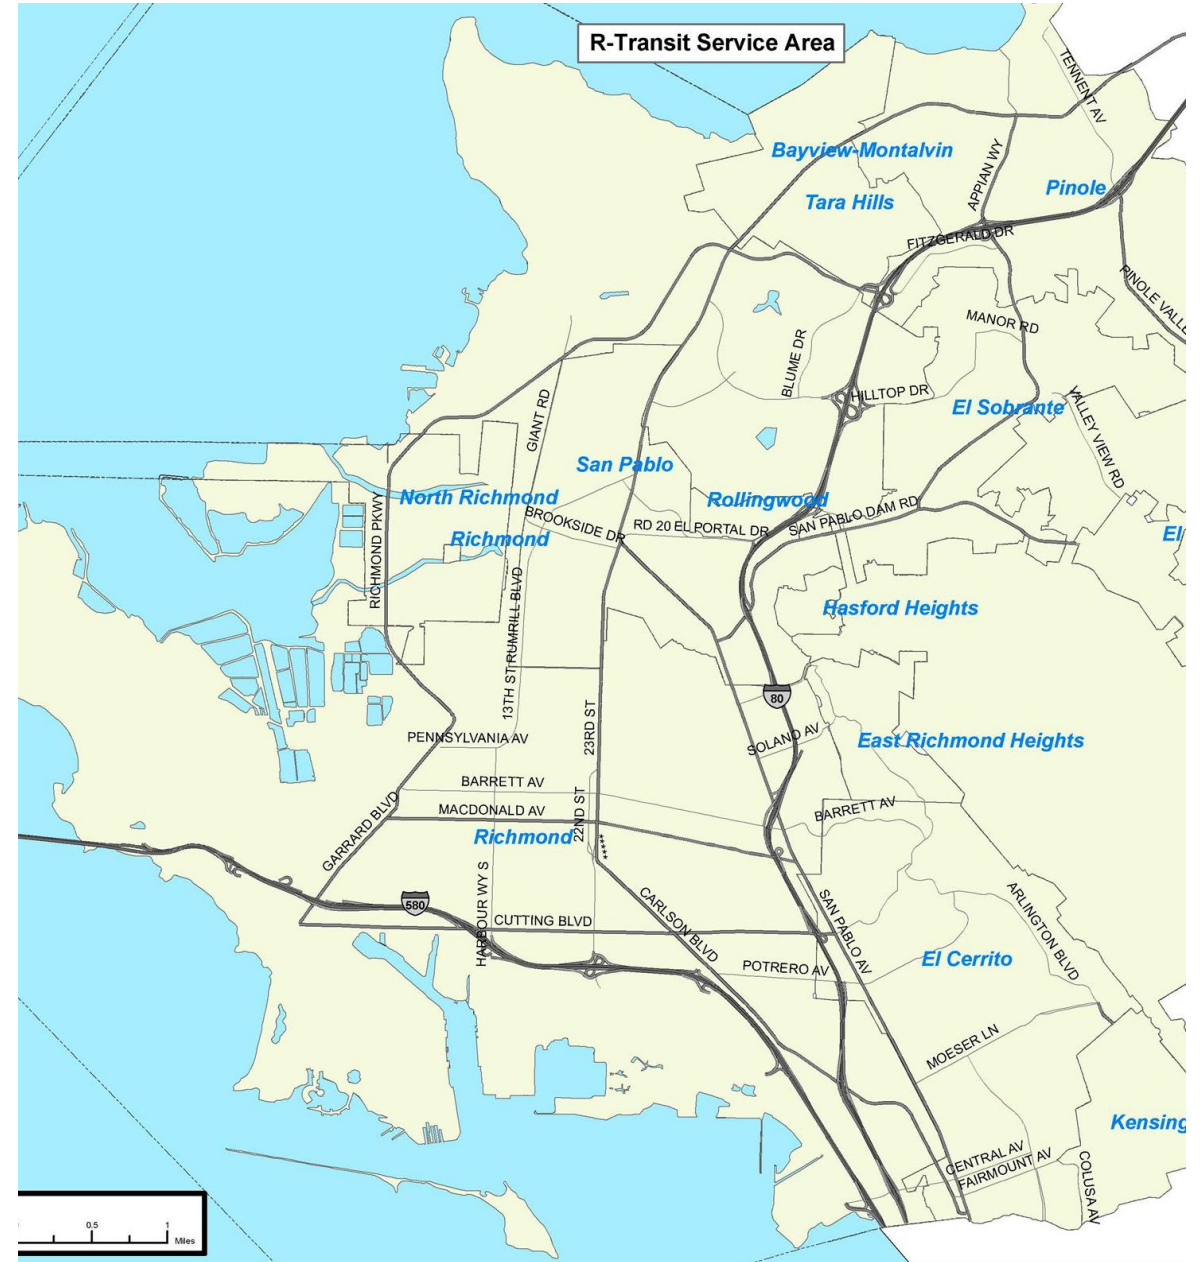 R-Transit Service Area
TENNENT AV
Bayview-Montalvin
APPIAN WY
Pinole
Tara Hills
FITZGERALD DR
PINOLE VALLE
MANOR RD
BLUME DR
HILLTOP DR
El Sobrante
GIANT RD
VALLEY VIEW RD
San Pablo
North Richmond
Rollingwood
SAN PABLO DAM RD
BROOKSIDE DR
RD 20 EL PORTAL DR
Richmond
El
RICHMOND PKWY
Hasford Heights
13TH ST RUMRILL BLVD
80
23RD ST
PENNSYLVANIA AV
SOLANO AV
East Richmond Heights
BARRETT AV
MACDONALD AV
22ND ST
BARRETT AV
GARRARD BLVD
Richmond
580
HARBOUR WY S
CUTTING BLVD
CARLSON BLVD
SAN PABLO AV
ARLINGTON BLVD
POTRERO AV
El Cerrito
MOESER LN
Kensing
CENTRAL AV
FAIRMOUNT AV
COLUSA AV
0.5
1
Miles